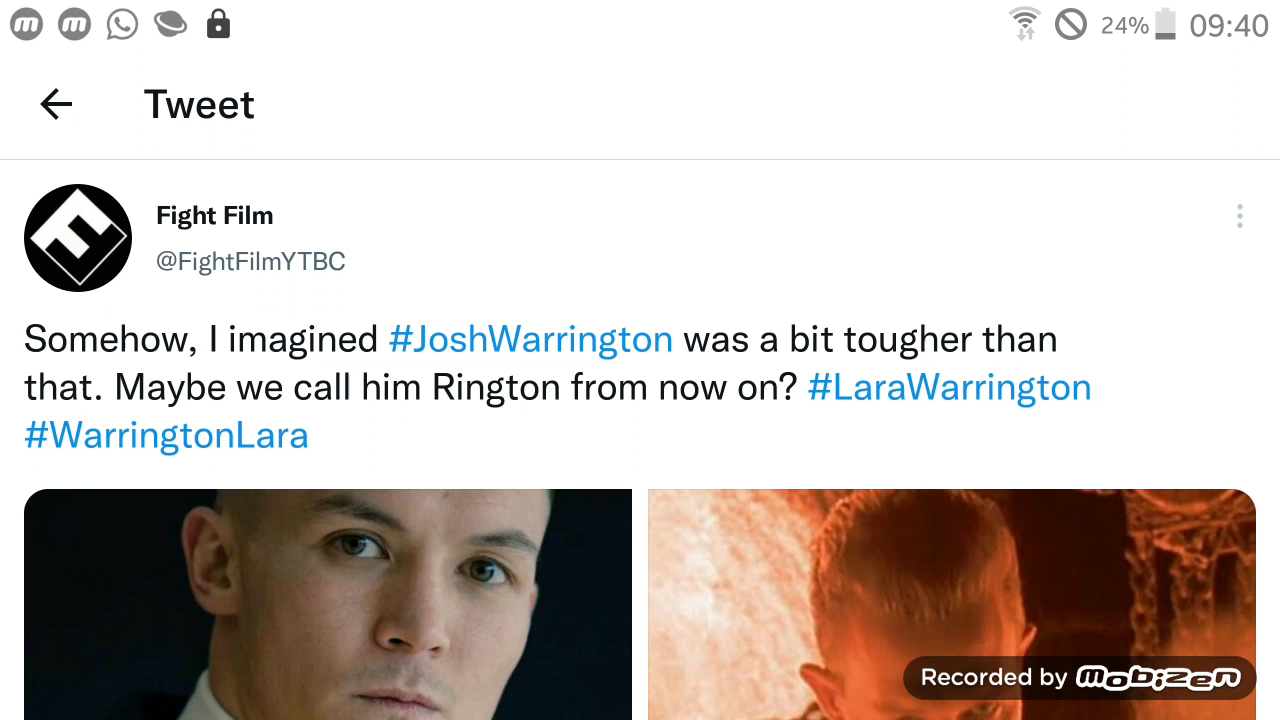 24% 09:40
Tweet
Fight Film
@FightFilmYTBC
Somehow, I imagined #JoshWarrington was a bit tougher than
that. Maybe we call him Rington from now on? #LaraWarrington
#WarringtonLara
Recorded by mobizen